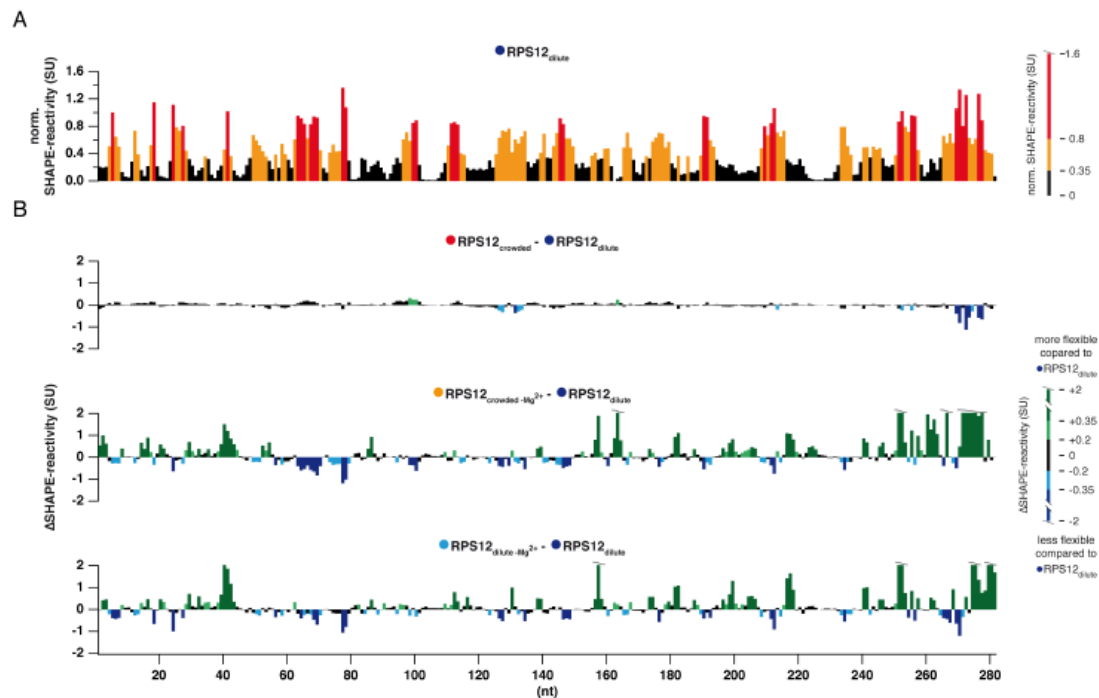 A
RPS12dilute
norm.
SHAPE-reactivity (SU)
1.6
1.2
0.8
0.4
0.0
norm. SHAPE-reactivity (SU)
1.6
0.8
0.35
0
B
RPS12crowded - RPS12dilute
2
1
0
-1
-2
RPS12crowded -Mg2+ - RPS12dilute
2
1
0
-1
-2
ΔSHAPE-reactivity (SU)
RPS12dilute -Mg2+ - RPS12dilute
2
1
0
-1
-2
20 40 60 80 100 120 140 160 180 200 220 240 260 280
(nt)
more flexible
copared to
RPS12dilute
ΔSHAPE-reactivity (SU)
+2
+0.35
+0.2
0
-0.2
-0.35
-2
less flexible
compared to
RPS12dilute